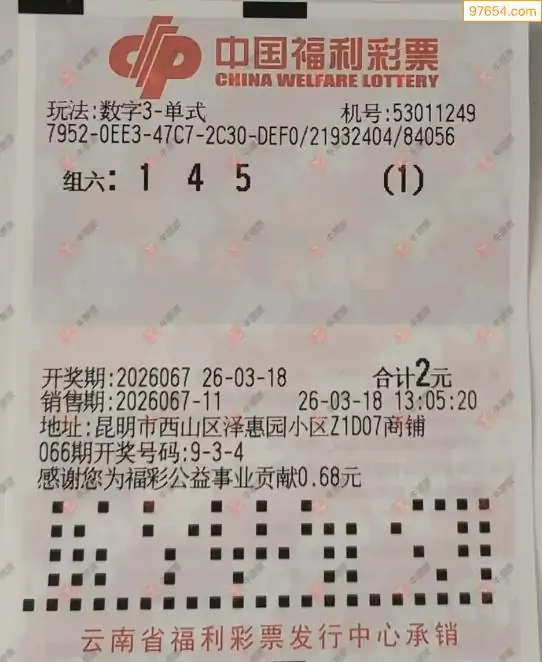 97654.com
中国福利彩票
CHINA WELFARE LOTTERY
玩法:数字3-单式 机号:53011249
7952-0EE3-47C7-2C30-DEF0/21932404/84056
组六: 1 4 5 (1)
开奖期:2026067 26-03-18 合计2元
销售期:2026067-11 26-03-18 13:05:20
地址:昆明市西山区泽惠园小区Z1D07商铺
066期开奖号码:9-3-4
感谢您为福彩公益事业贡献0.68元
云南省福利彩票发行中心承销